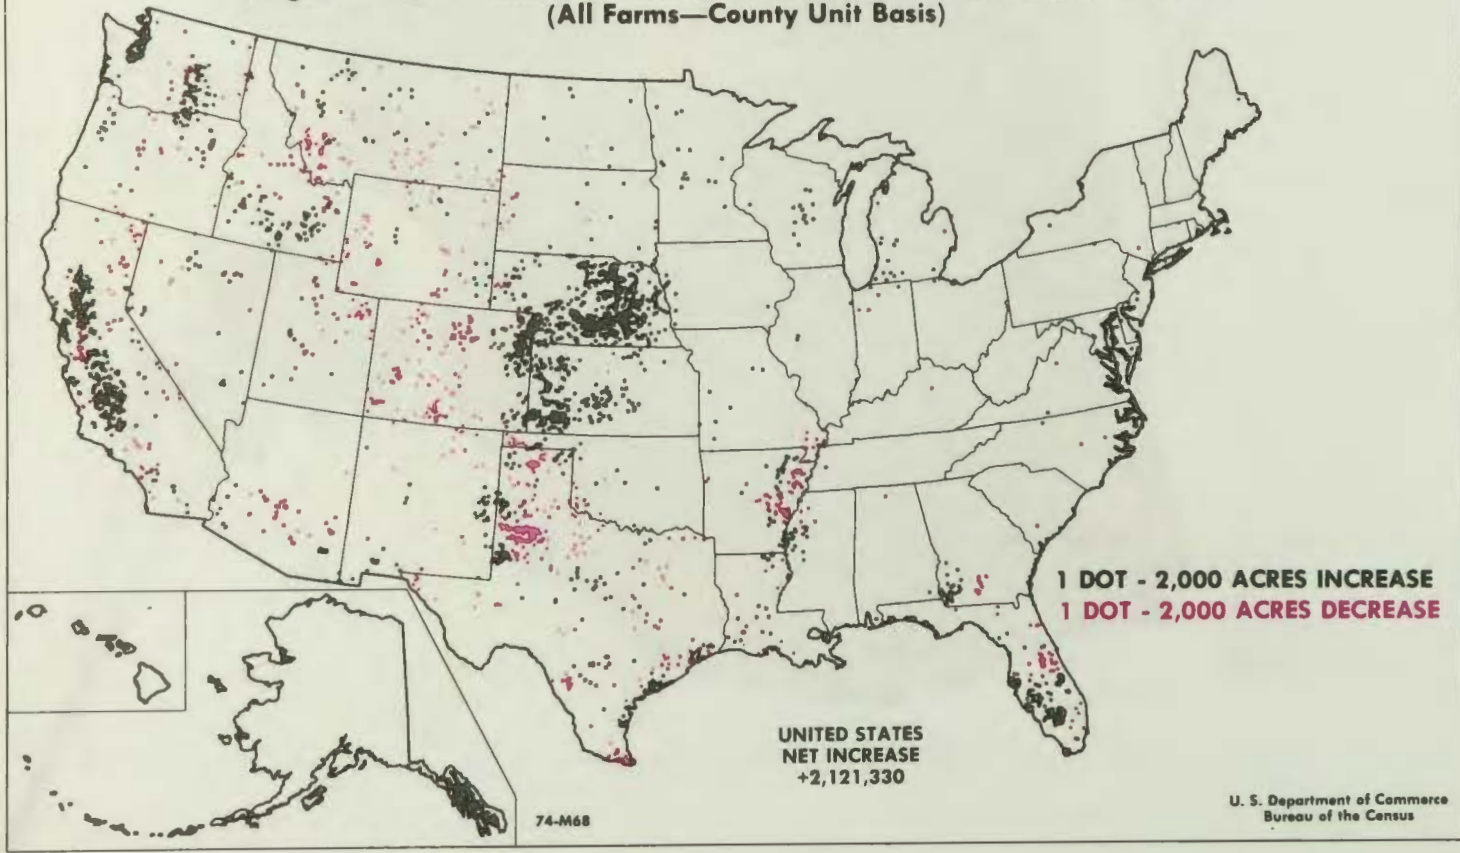 (All Farms—County Unit Basis)
1 DOT - 2,000 ACRES INCREASE
1 DOT - 2,000 ACRES DECREASE
UNITED STATES
NET INCREASE
+2,121,330
74-M68
U. S. Department of Commerce
Bureau of the Census